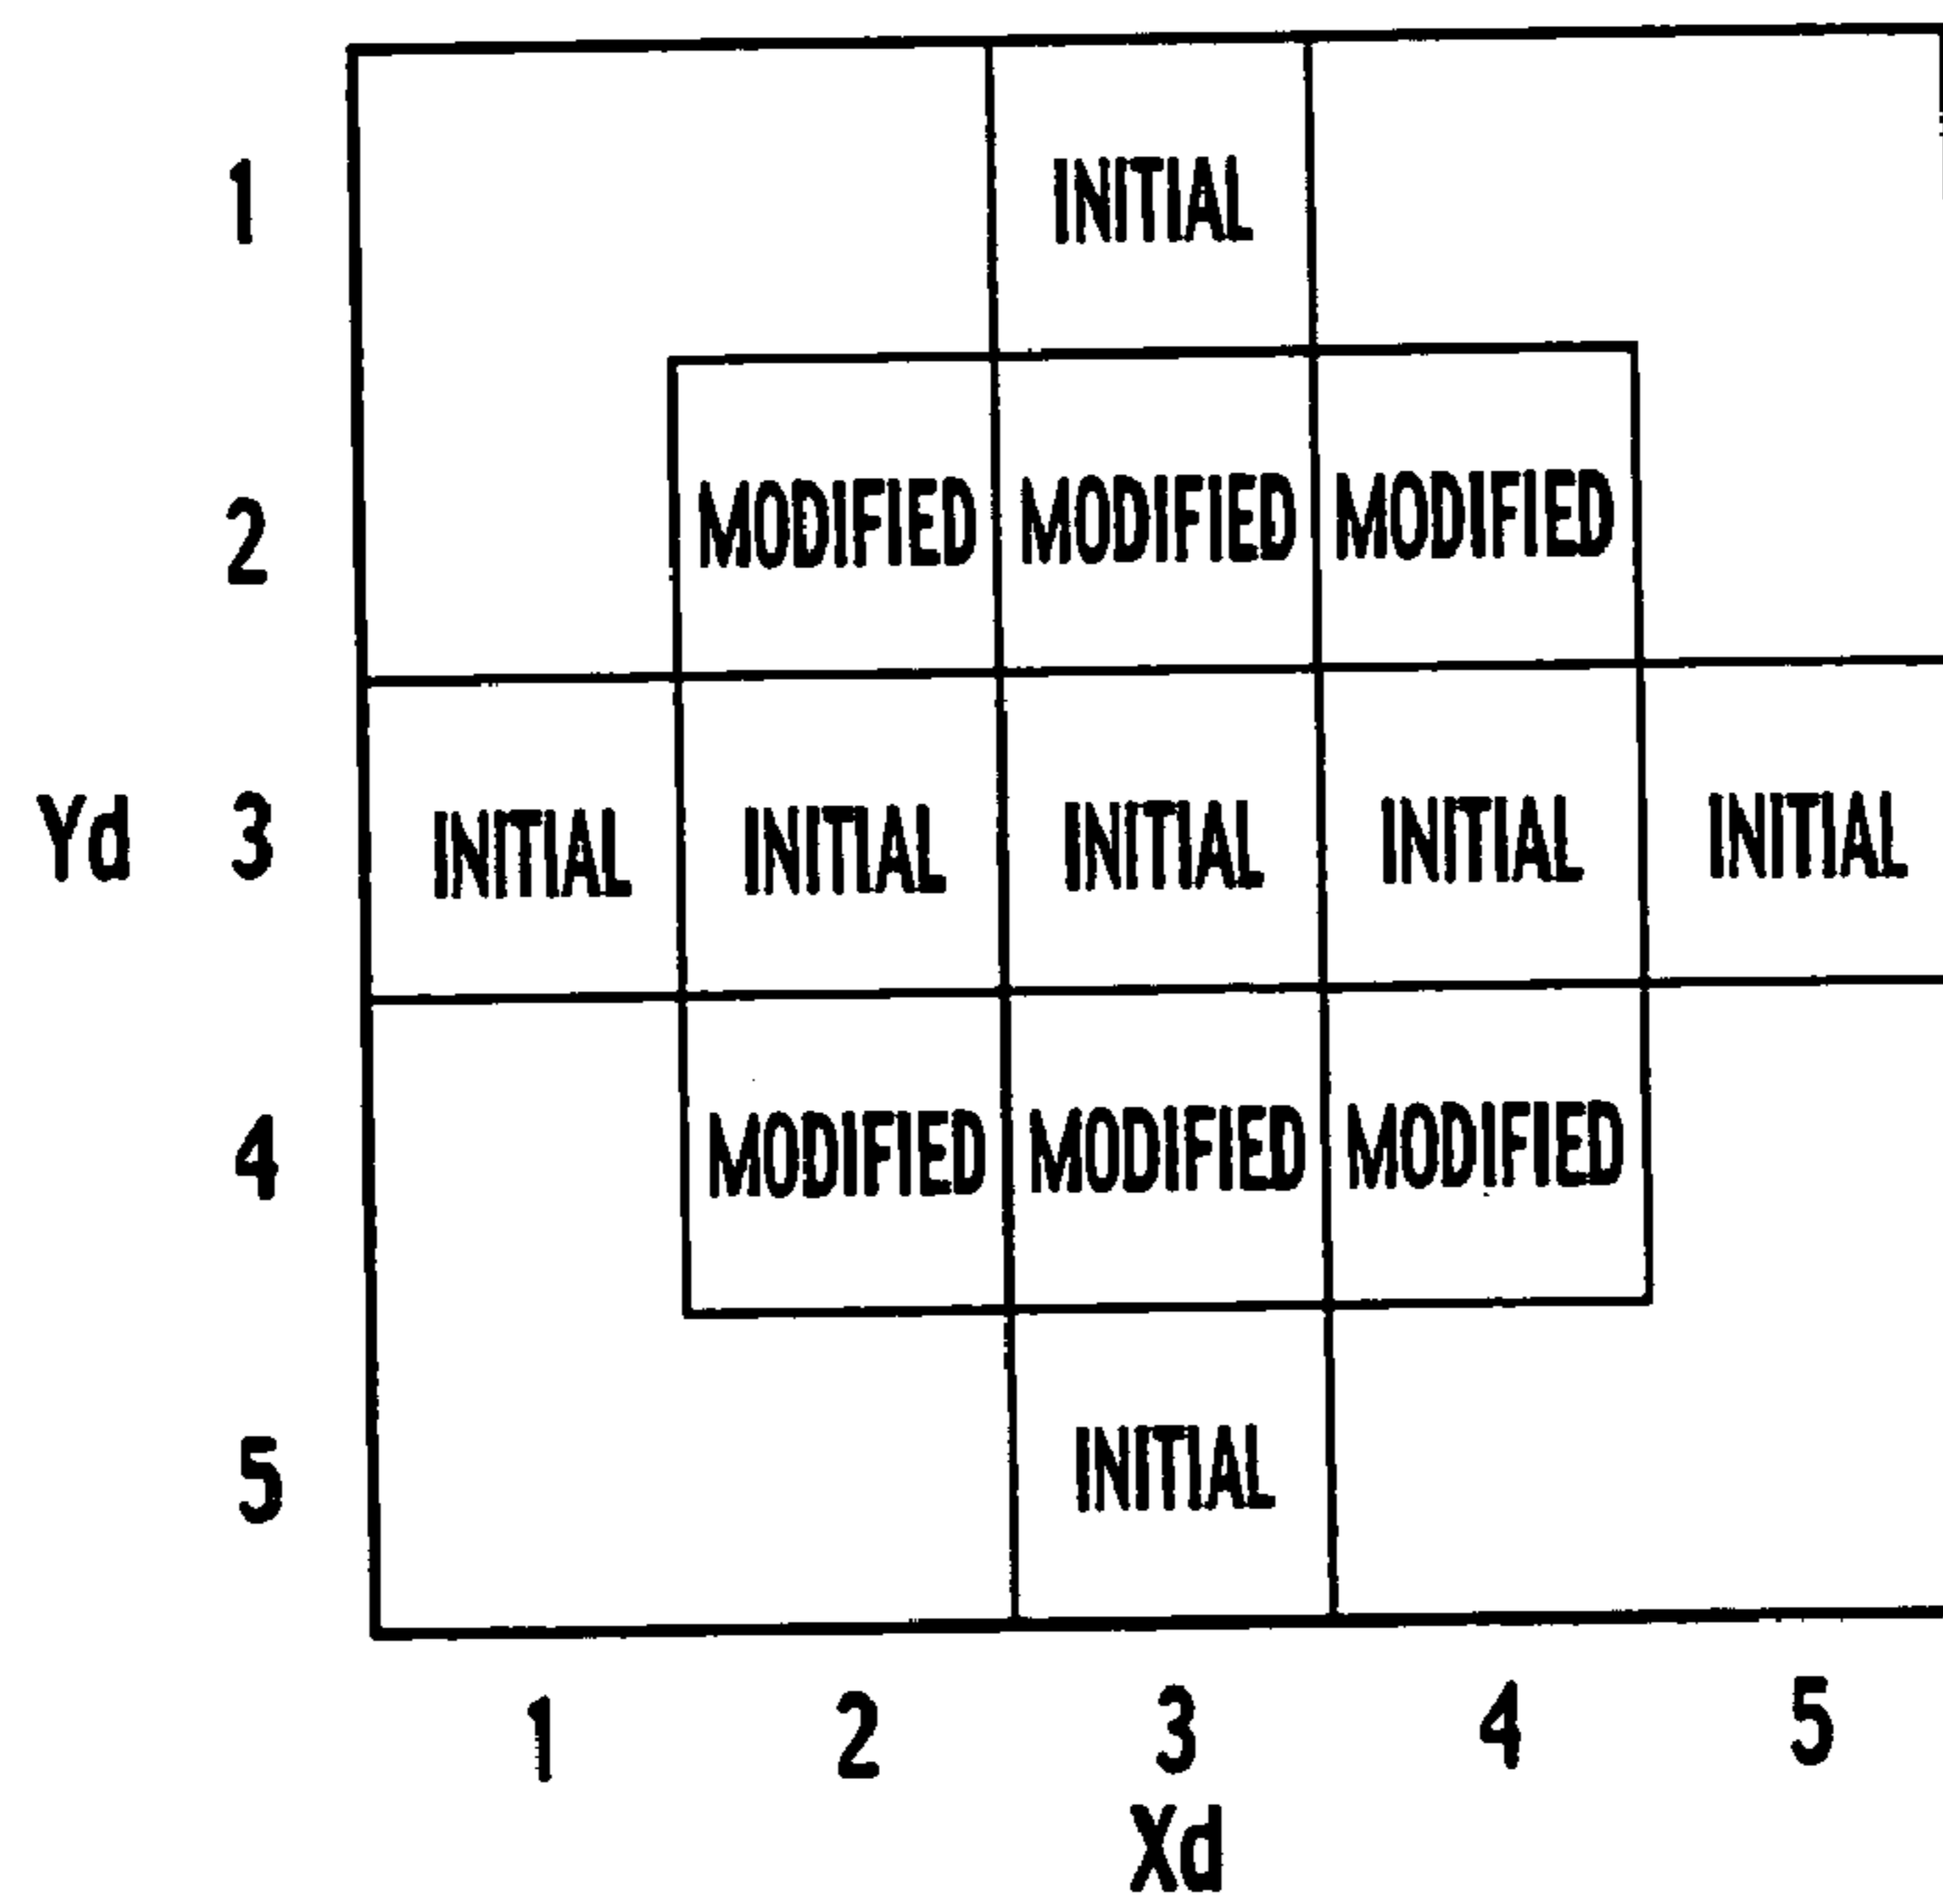 1 INITIAL
2 MODIFIED MODIFIED MODIFIED
Yd 3 INITIAL INITIAL INITIAL INITIAL INITIAL
4 MODIFIED MODIFIED MODIFIED
5 INITIAL
1 2 3 4 5
Xd